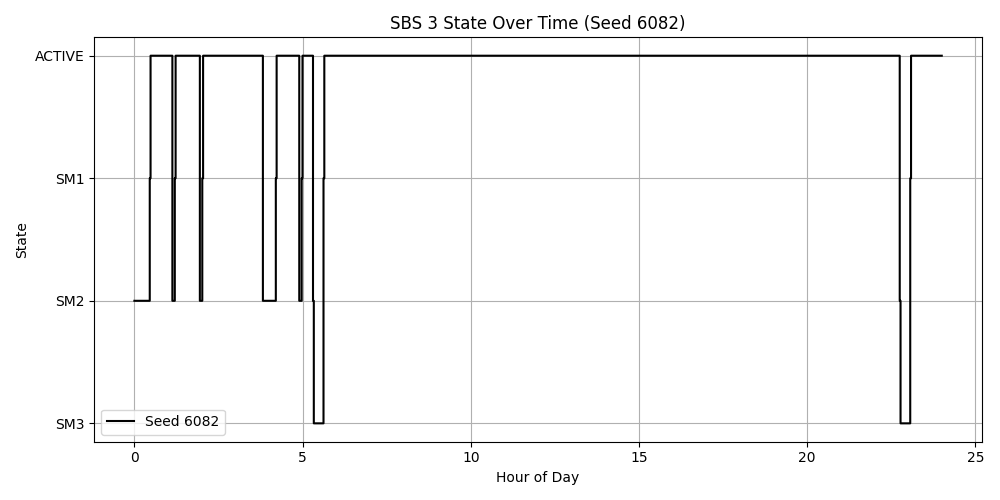 SBS 3 State Over Time (Seed 6082)
ACTIVE
SM1
SM2
SM3
State
Seed 6082
0 5 10 15 20 25
Hour of Day